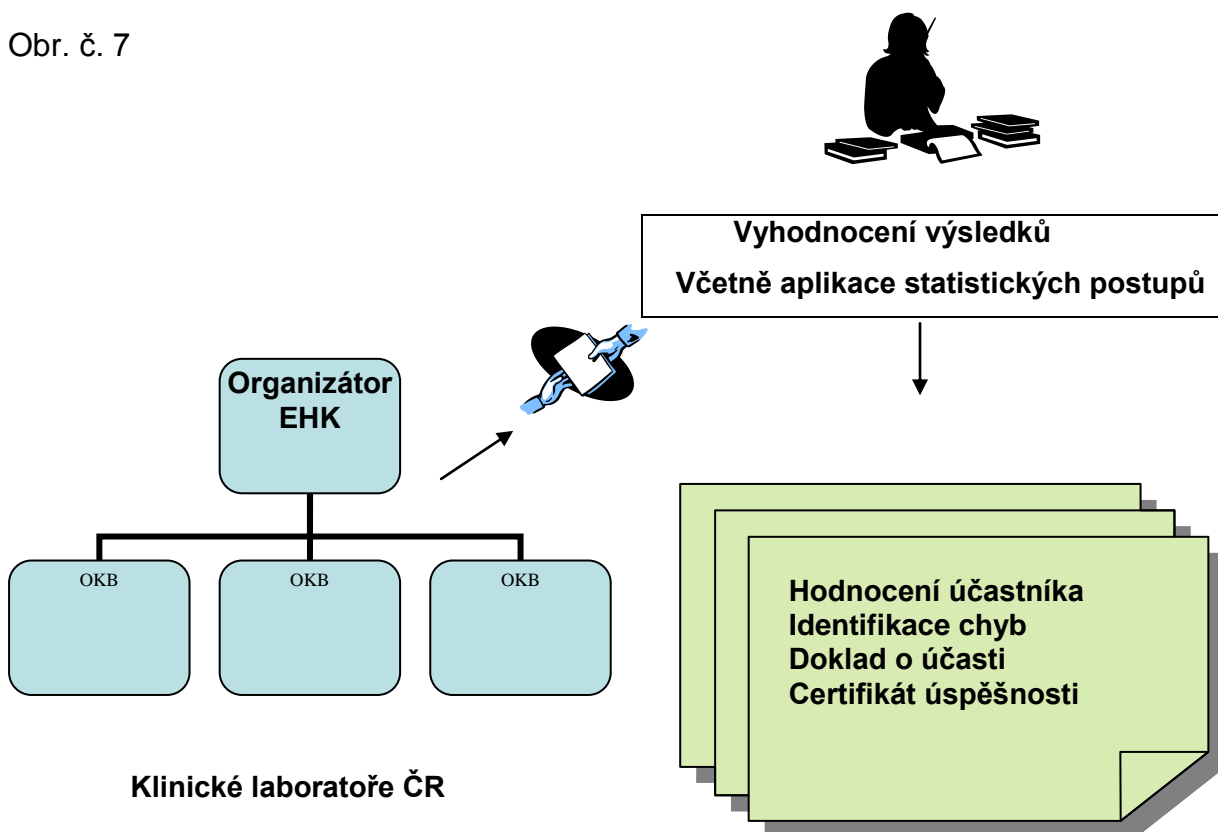 Obr. č. 7
Vyhodnocení výsledků
Včetně aplikace statistických postupů
Organizátor
EHK
OKB
OKB
OKB
Klinické laboratoře ČR
Hodnocení účastníka
Identifikace chyb
Doklad o účasti
Certifikát úspěšnosti